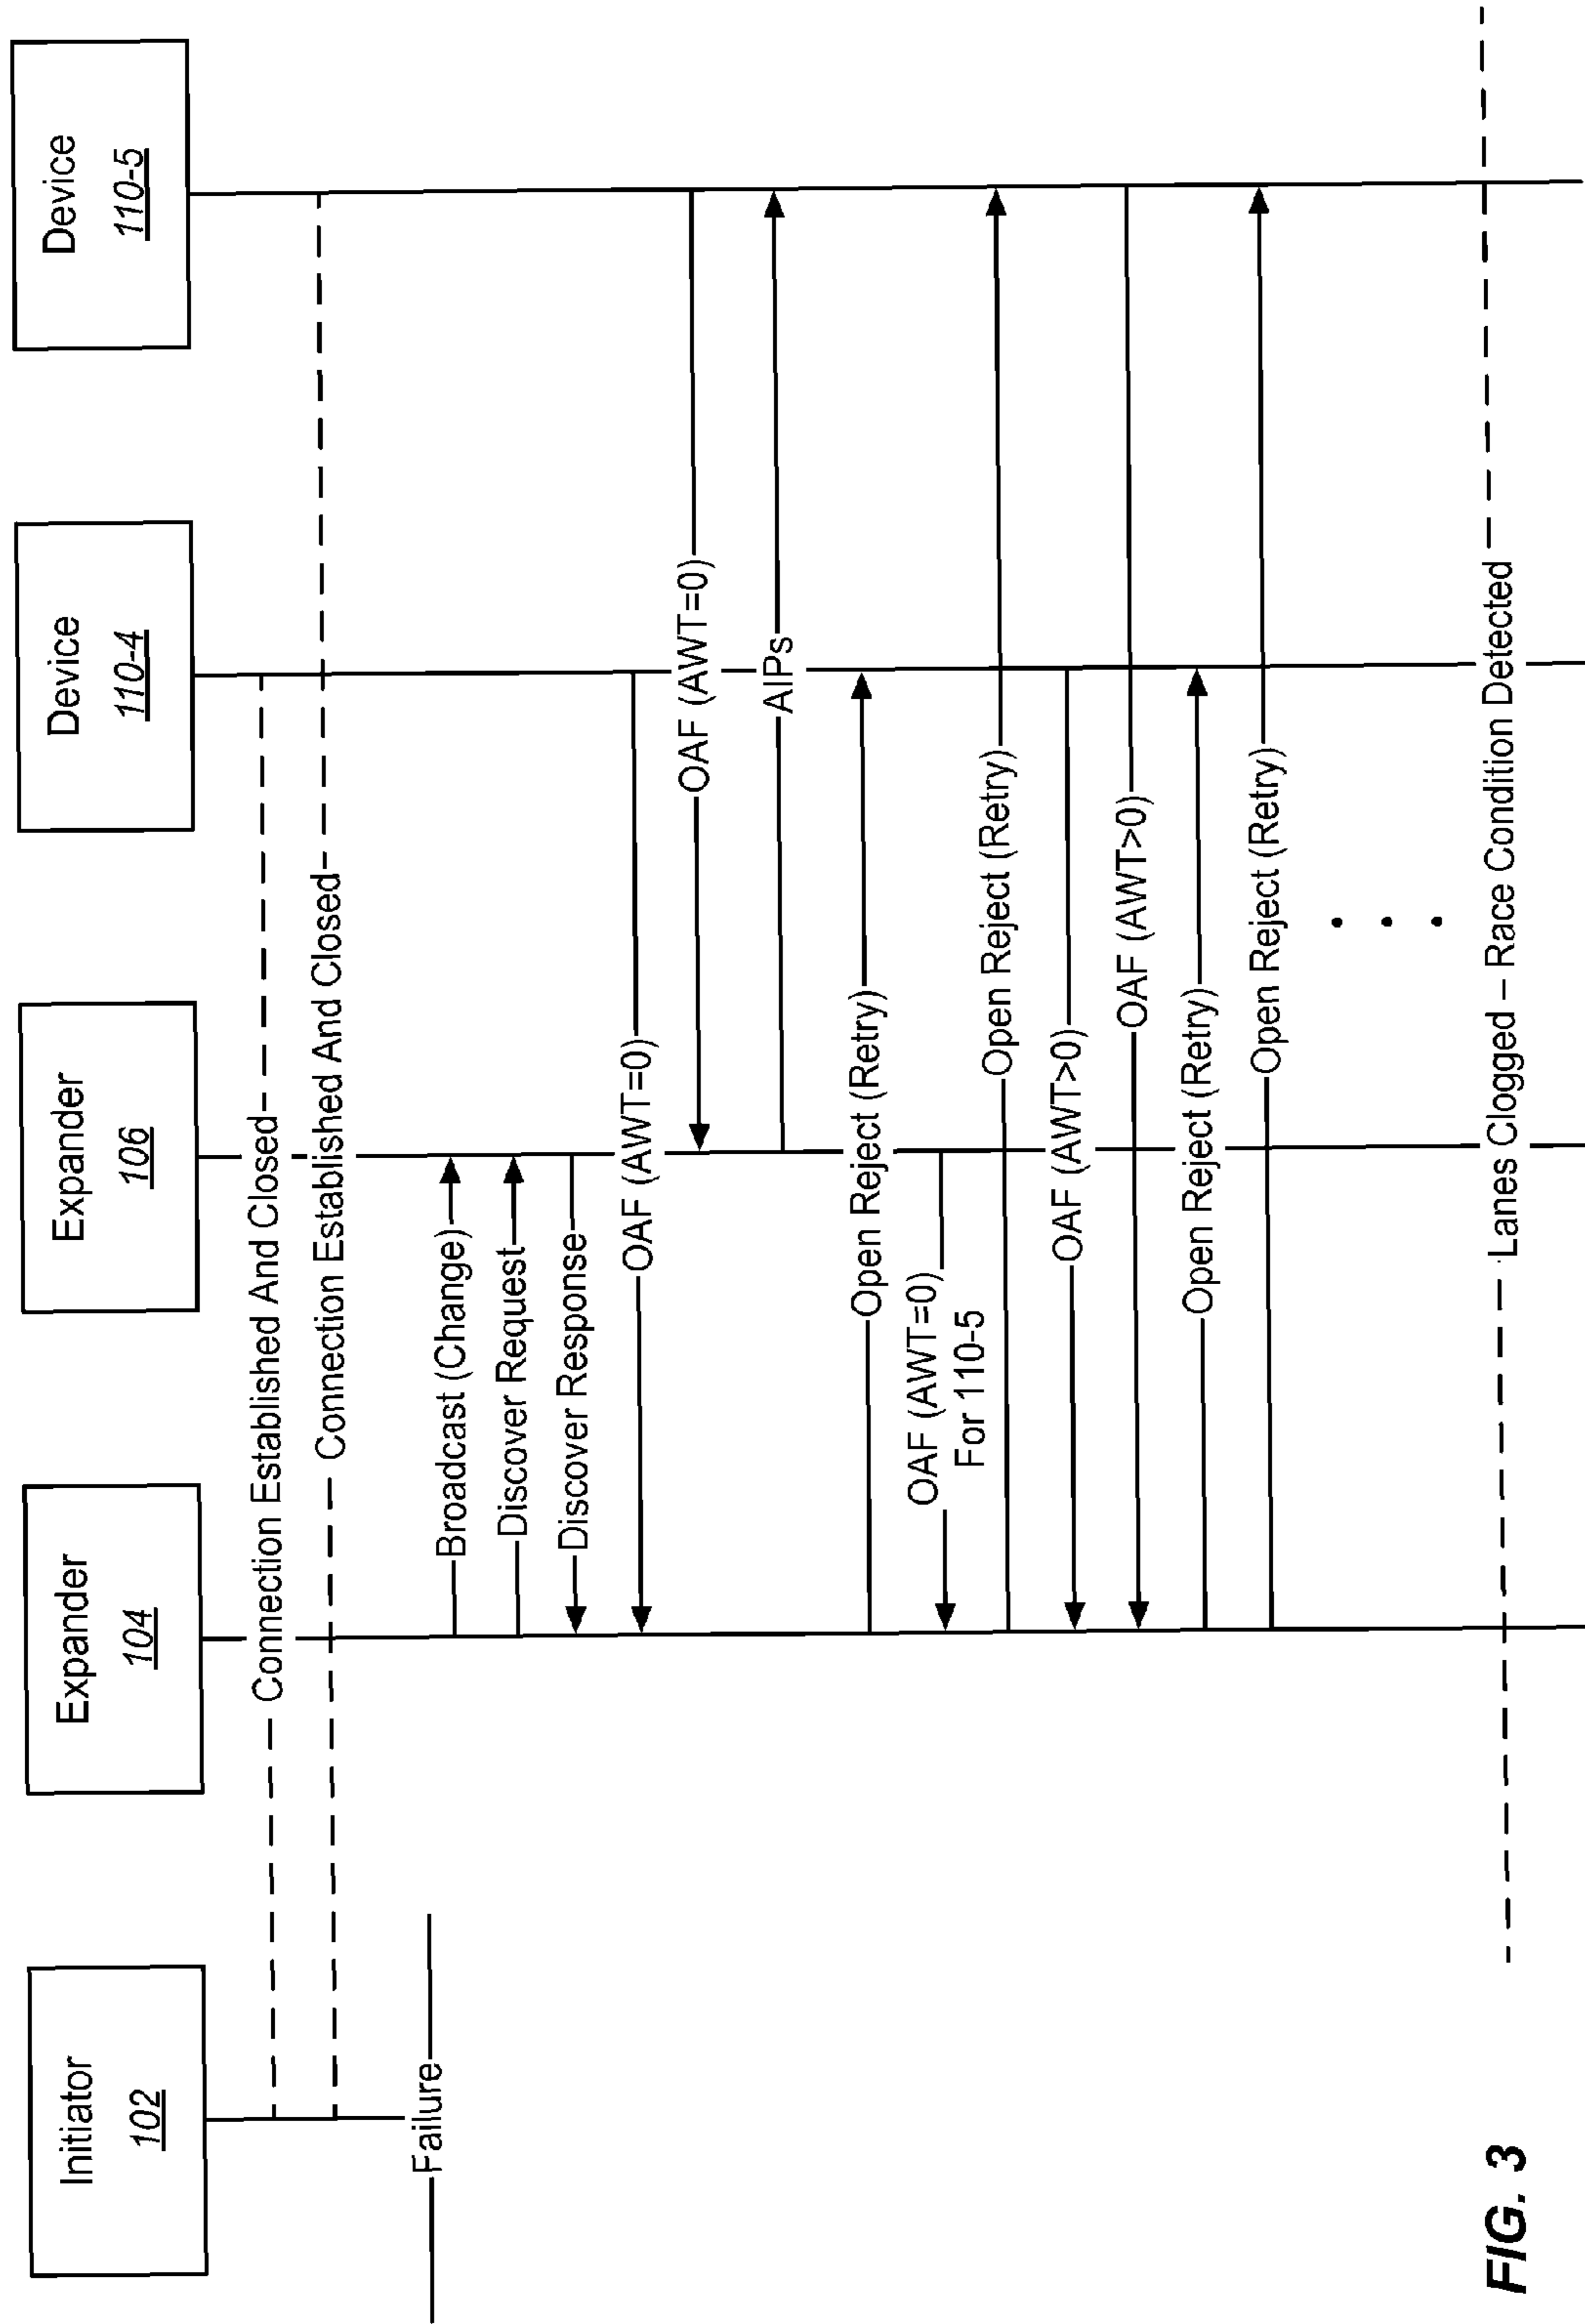 Initiator
102
Expander
104
Expander
106
Device
110-4
Device
110-5
Connection Established And Closed
Connection Established And Closed
Failure
Broadcast (Change)
Discover Request
Discover Response
OAF (AWT=0)
OAF (AWT=0)
AIPs
Open Reject (Retry)
OAF (AWT=0)
For 110-5
Open Reject (Retry)
OAF (AWT>0)
OAF (AWT>0)
Open Reject (Retry)
Open Reject (Retry)
Lanes Clogged – Race Condition Detected
FIG. 3